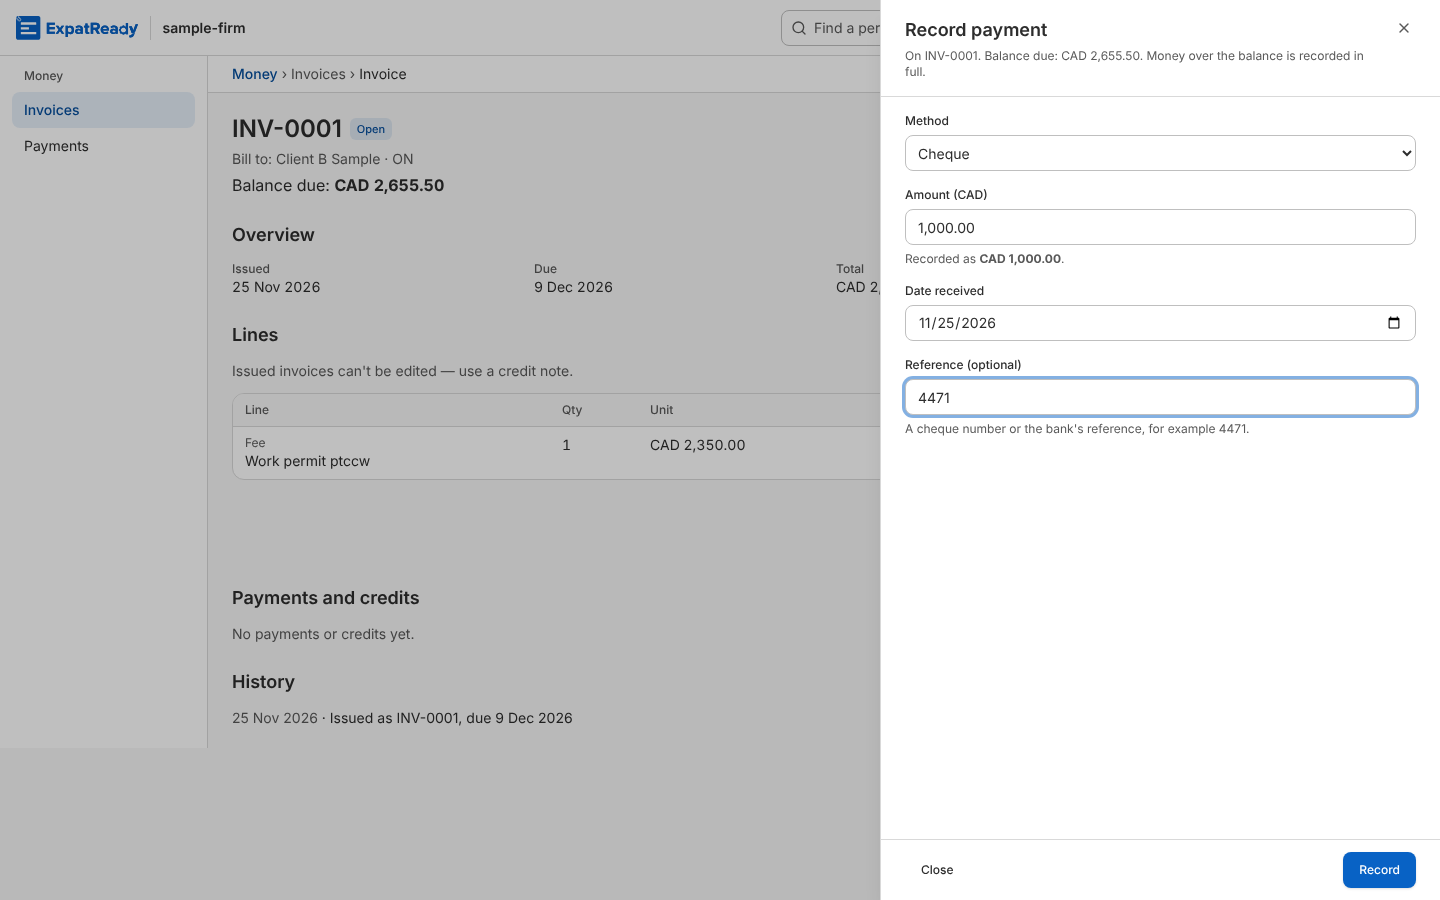 ExpatReady
sample-firm
Find a per
Money
Invoices
Payments
Money › Invoices › Invoice
INV-0001 Open
Bill to: Client B Sample · ON
Balance due: CAD 2,655.50
Overview
Issued Due Total
25 Nov 2026 9 Dec 2026 CAD 2,
Lines
Issued invoices can't be edited — use a credit note.
Line Qty Unit
Fee
Work permit ptccw 1 CAD 2,350.00
Payments and credits
No payments or credits yet.
History
25 Nov 2026 · Issued as INV-0001, due 9 Dec 2026
Record payment
On INV-0001. Balance due: CAD 2,655.50. Money over the balance is recorded in
full.
Method
Cheque
Amount (CAD)
1,000.00
Recorded as CAD 1,000.00.
Date received
11/25/2026
Reference (optional)
4471
A cheque number or the bank's reference, for example 4471.
Close
Record